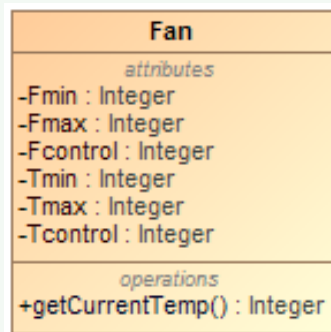 Fan
attributes
-Fmin : Integer
-Fmax : Integer
-Fcontrol : Integer
-Tmin : Integer
-Tmax : Integer
-Tcontrol : Integer
operations
+getCurrentTemp() : Integer